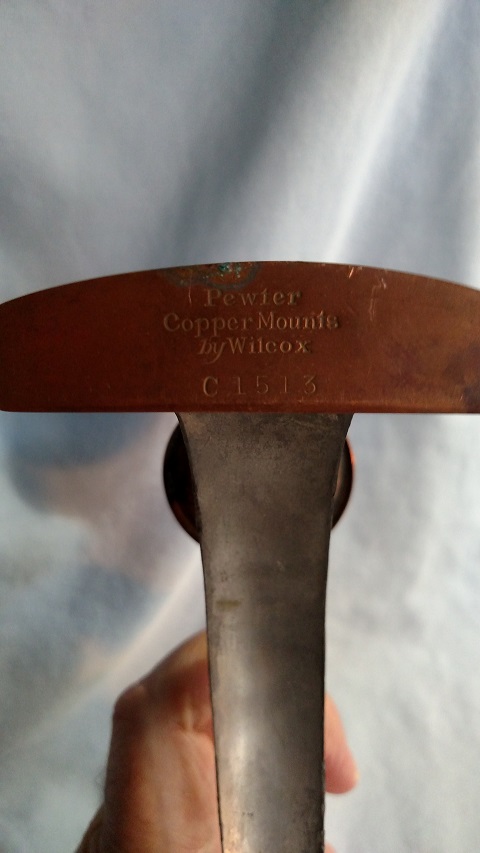 Pewter
Copper Mounts
by Wilcox
C 1513